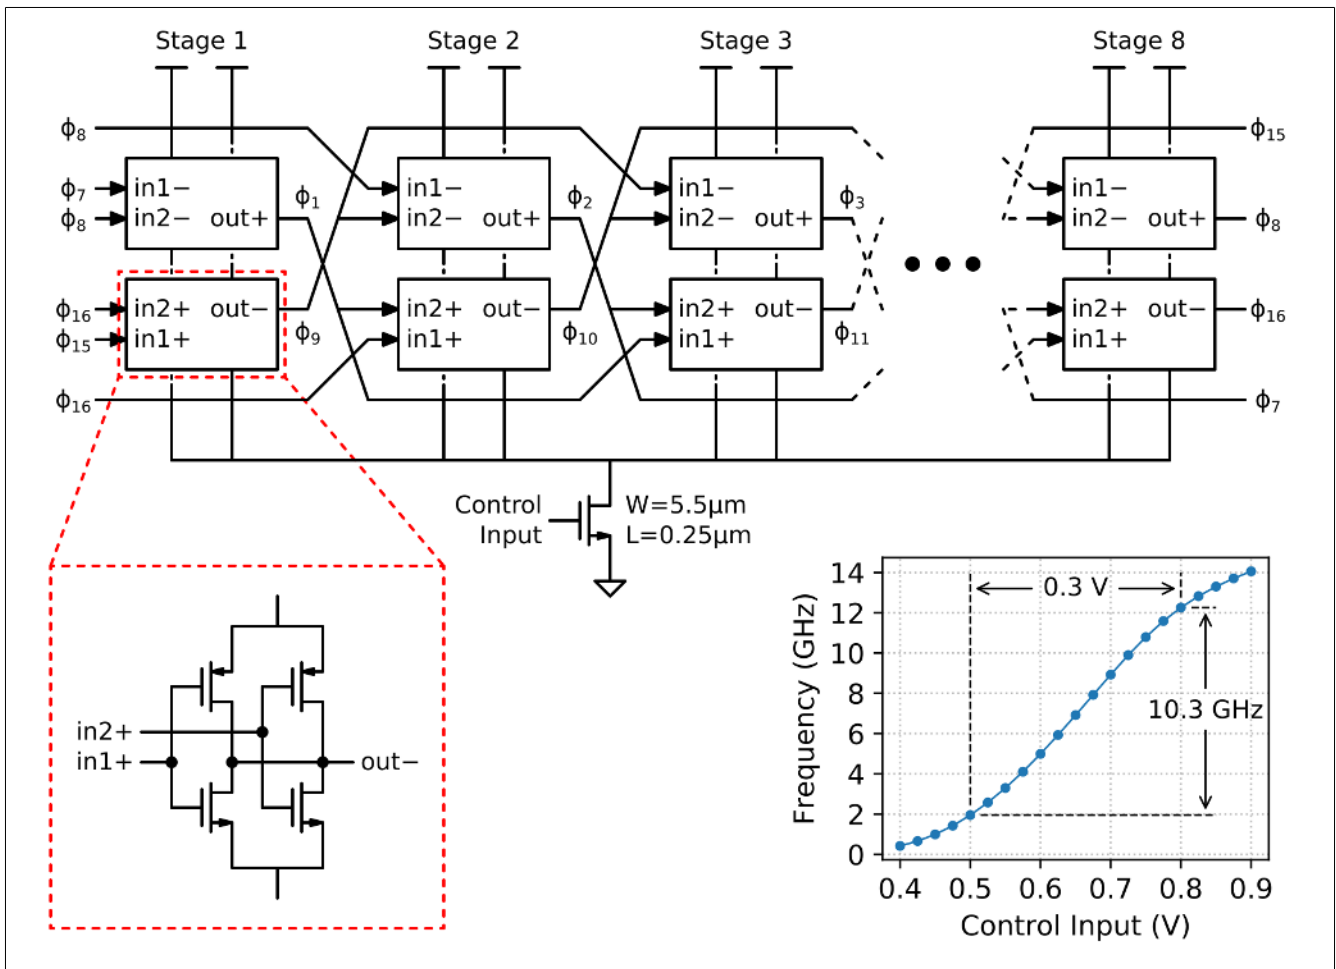 Stage 1 Stage 2 Stage 3 Stage 8
ϕ8 ϕ15
ϕ7 in1− in1− in1− in1−
ϕ1 ϕ2 ϕ3
ϕ8 in2− out+ in2− out+ in2− out+ in2− out+ ϕ8
ϕ16 in2+ out− in2+ out− in2+ out− in2+ out− ϕ16
ϕ15 in1+ ϕ9 in1+ ϕ10 in1+ ϕ11 in1+
ϕ16 ϕ7
Control
Input
W=5.5µm
L=0.25µm
in2+
in1+ out−
Frequency (GHz)
14
12
10
8
6
4
2
0
0.3 V
10.3 GHz
0.4 0.5 0.6 0.7 0.8 0.9
Control Input (V)